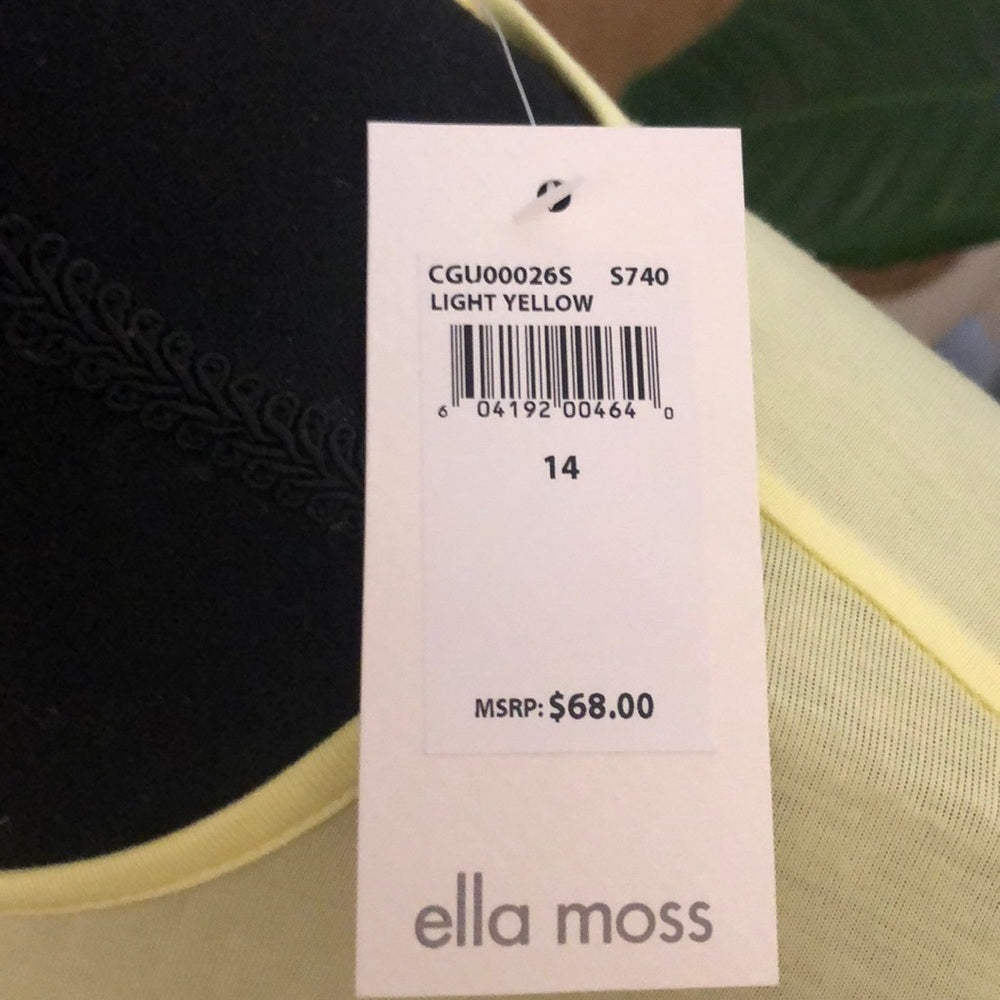 CGU00026S S740
LIGHT YELLOW
6 04192 00464 0
14
MSRP: $68.00
ella moss